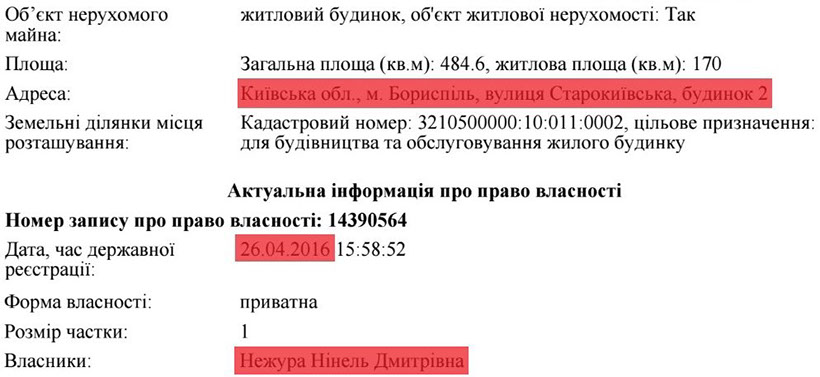 Об’єкт нерухомого житловий будинок, об'єкт житлової нерухомості: Так
майна:
Площа: Загальна площа (кв.м): 484.6, житлова площа (кв.м): 170
Адреса: Київська обл., м. Бориспіль, вулиця Старокиївська, будинок 2
Земельні ділянки місця Кадастровий номер: 3210500000:10:011:0002, цільове призначення:
розташування: для будівництва та обслуговування жилого будинку
Актуальна інформація про право власності
Номер запису про право власності: 14390564
Дата, час державної 26.04.2016 15:58:52
реєстрації:
Форма власності: приватна
Розмір частки: 1
Власники: Нежура Нінель Дмитрівна